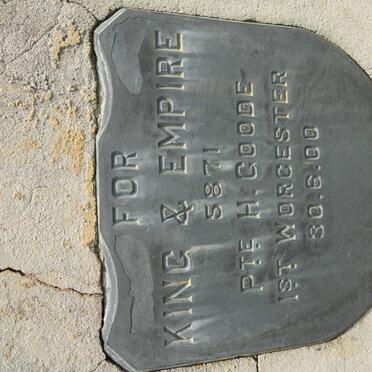 FOR
KING & EMPIRE
5871
PTE. H. GOODE
1ST WORCESTER
30.6.00